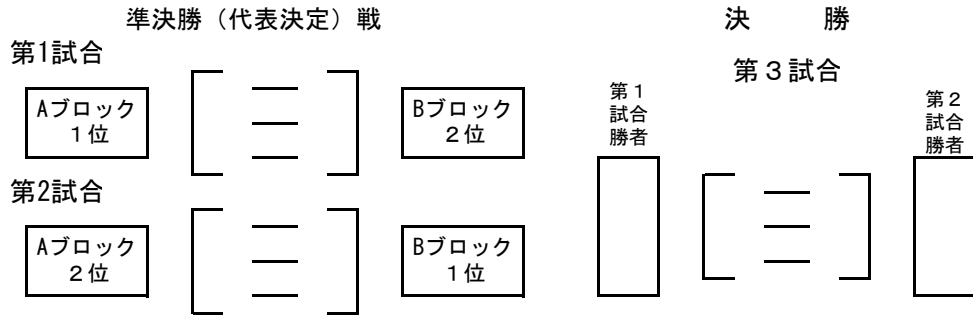 準決勝（代表決定）戦
第1試合
Aブロック
１位
Bブロック
２位
第2試合
Aブロック
２位
Bブロック
１位
決　　勝
第３試合
第１
試合
勝者
第２
試合
勝者